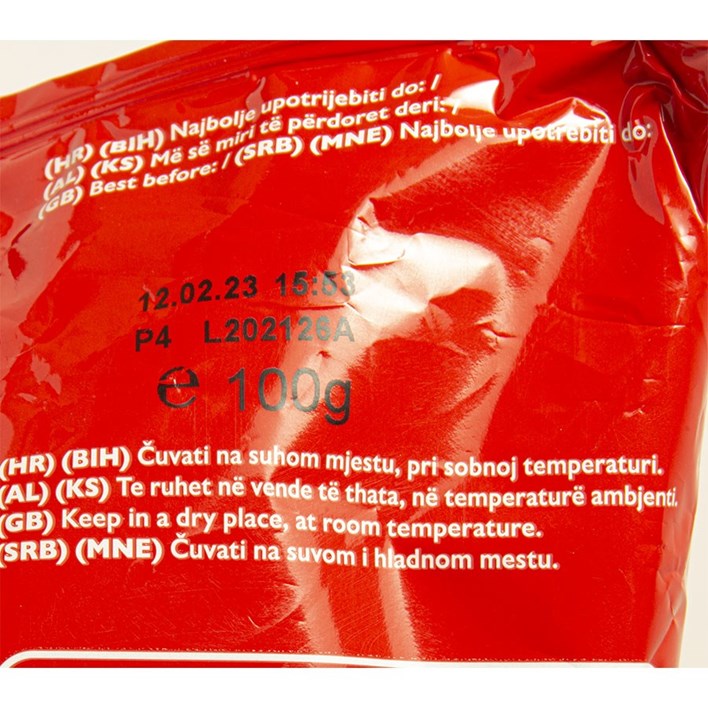 (HR) (BIH) Najbolje upotrijebiti do: /
(AL) (KS) Më së miri të përdoret deri: /
(GB) Best before: / (SRB) (MNE) Najbolje upotrebiti do:
12.02.23 15:53
P4 L202126A
℮ 100g
(HR) (BIH) Čuvati na suhom mjestu, pri sobnoj temperaturi.
(AL) (KS) Te ruhet në vende të thata, në temperaturë ambjenti.
(GB) Keep in a dry place, at room temperature.
(SRB) (MNE) Čuvati na suvom i hladnom mestu.